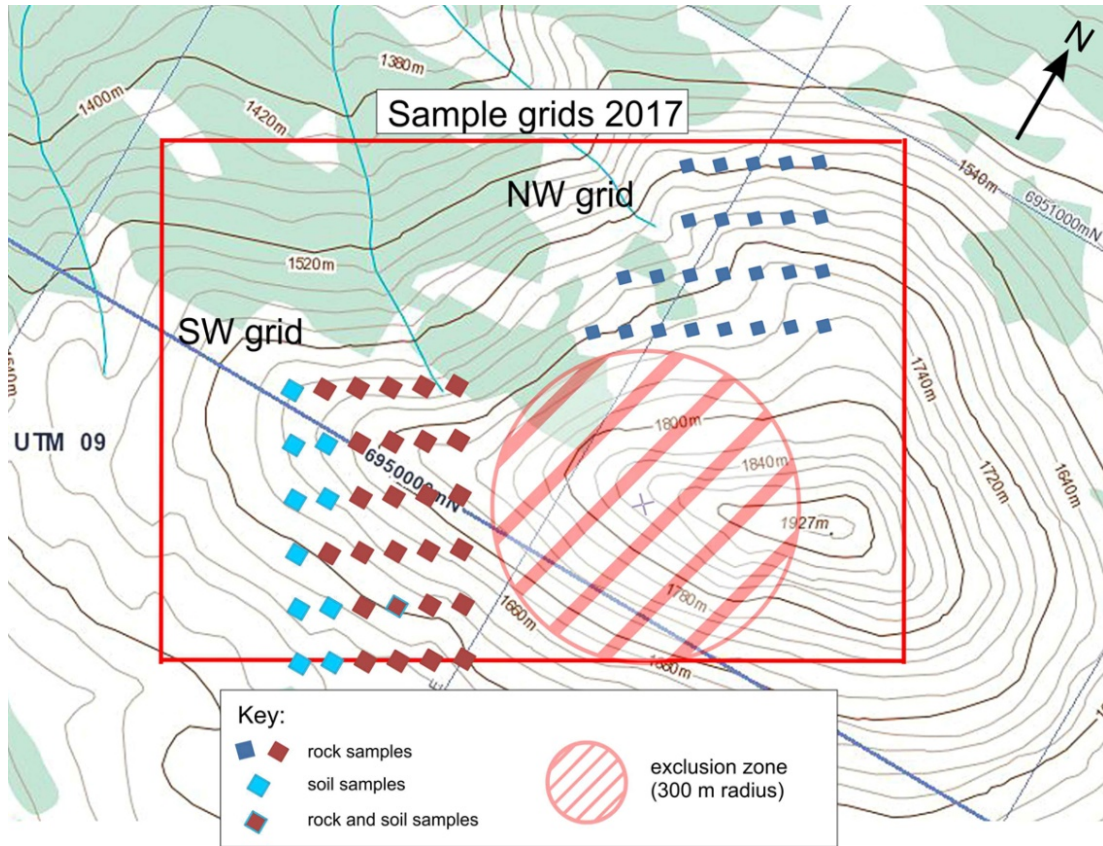 N
1380m
1400m
1420m
Sample grids 2017
1540m
6951000mN
NW grid
1520m
SW grid
1540m
1740m
UTM 09
1800m
6950000mN
1840m
1640m
1720m
1927m
1780m
1660m
E
Key:
rock samples
soil samples
rock and soil samples
exclusion zone
(300 m radius)